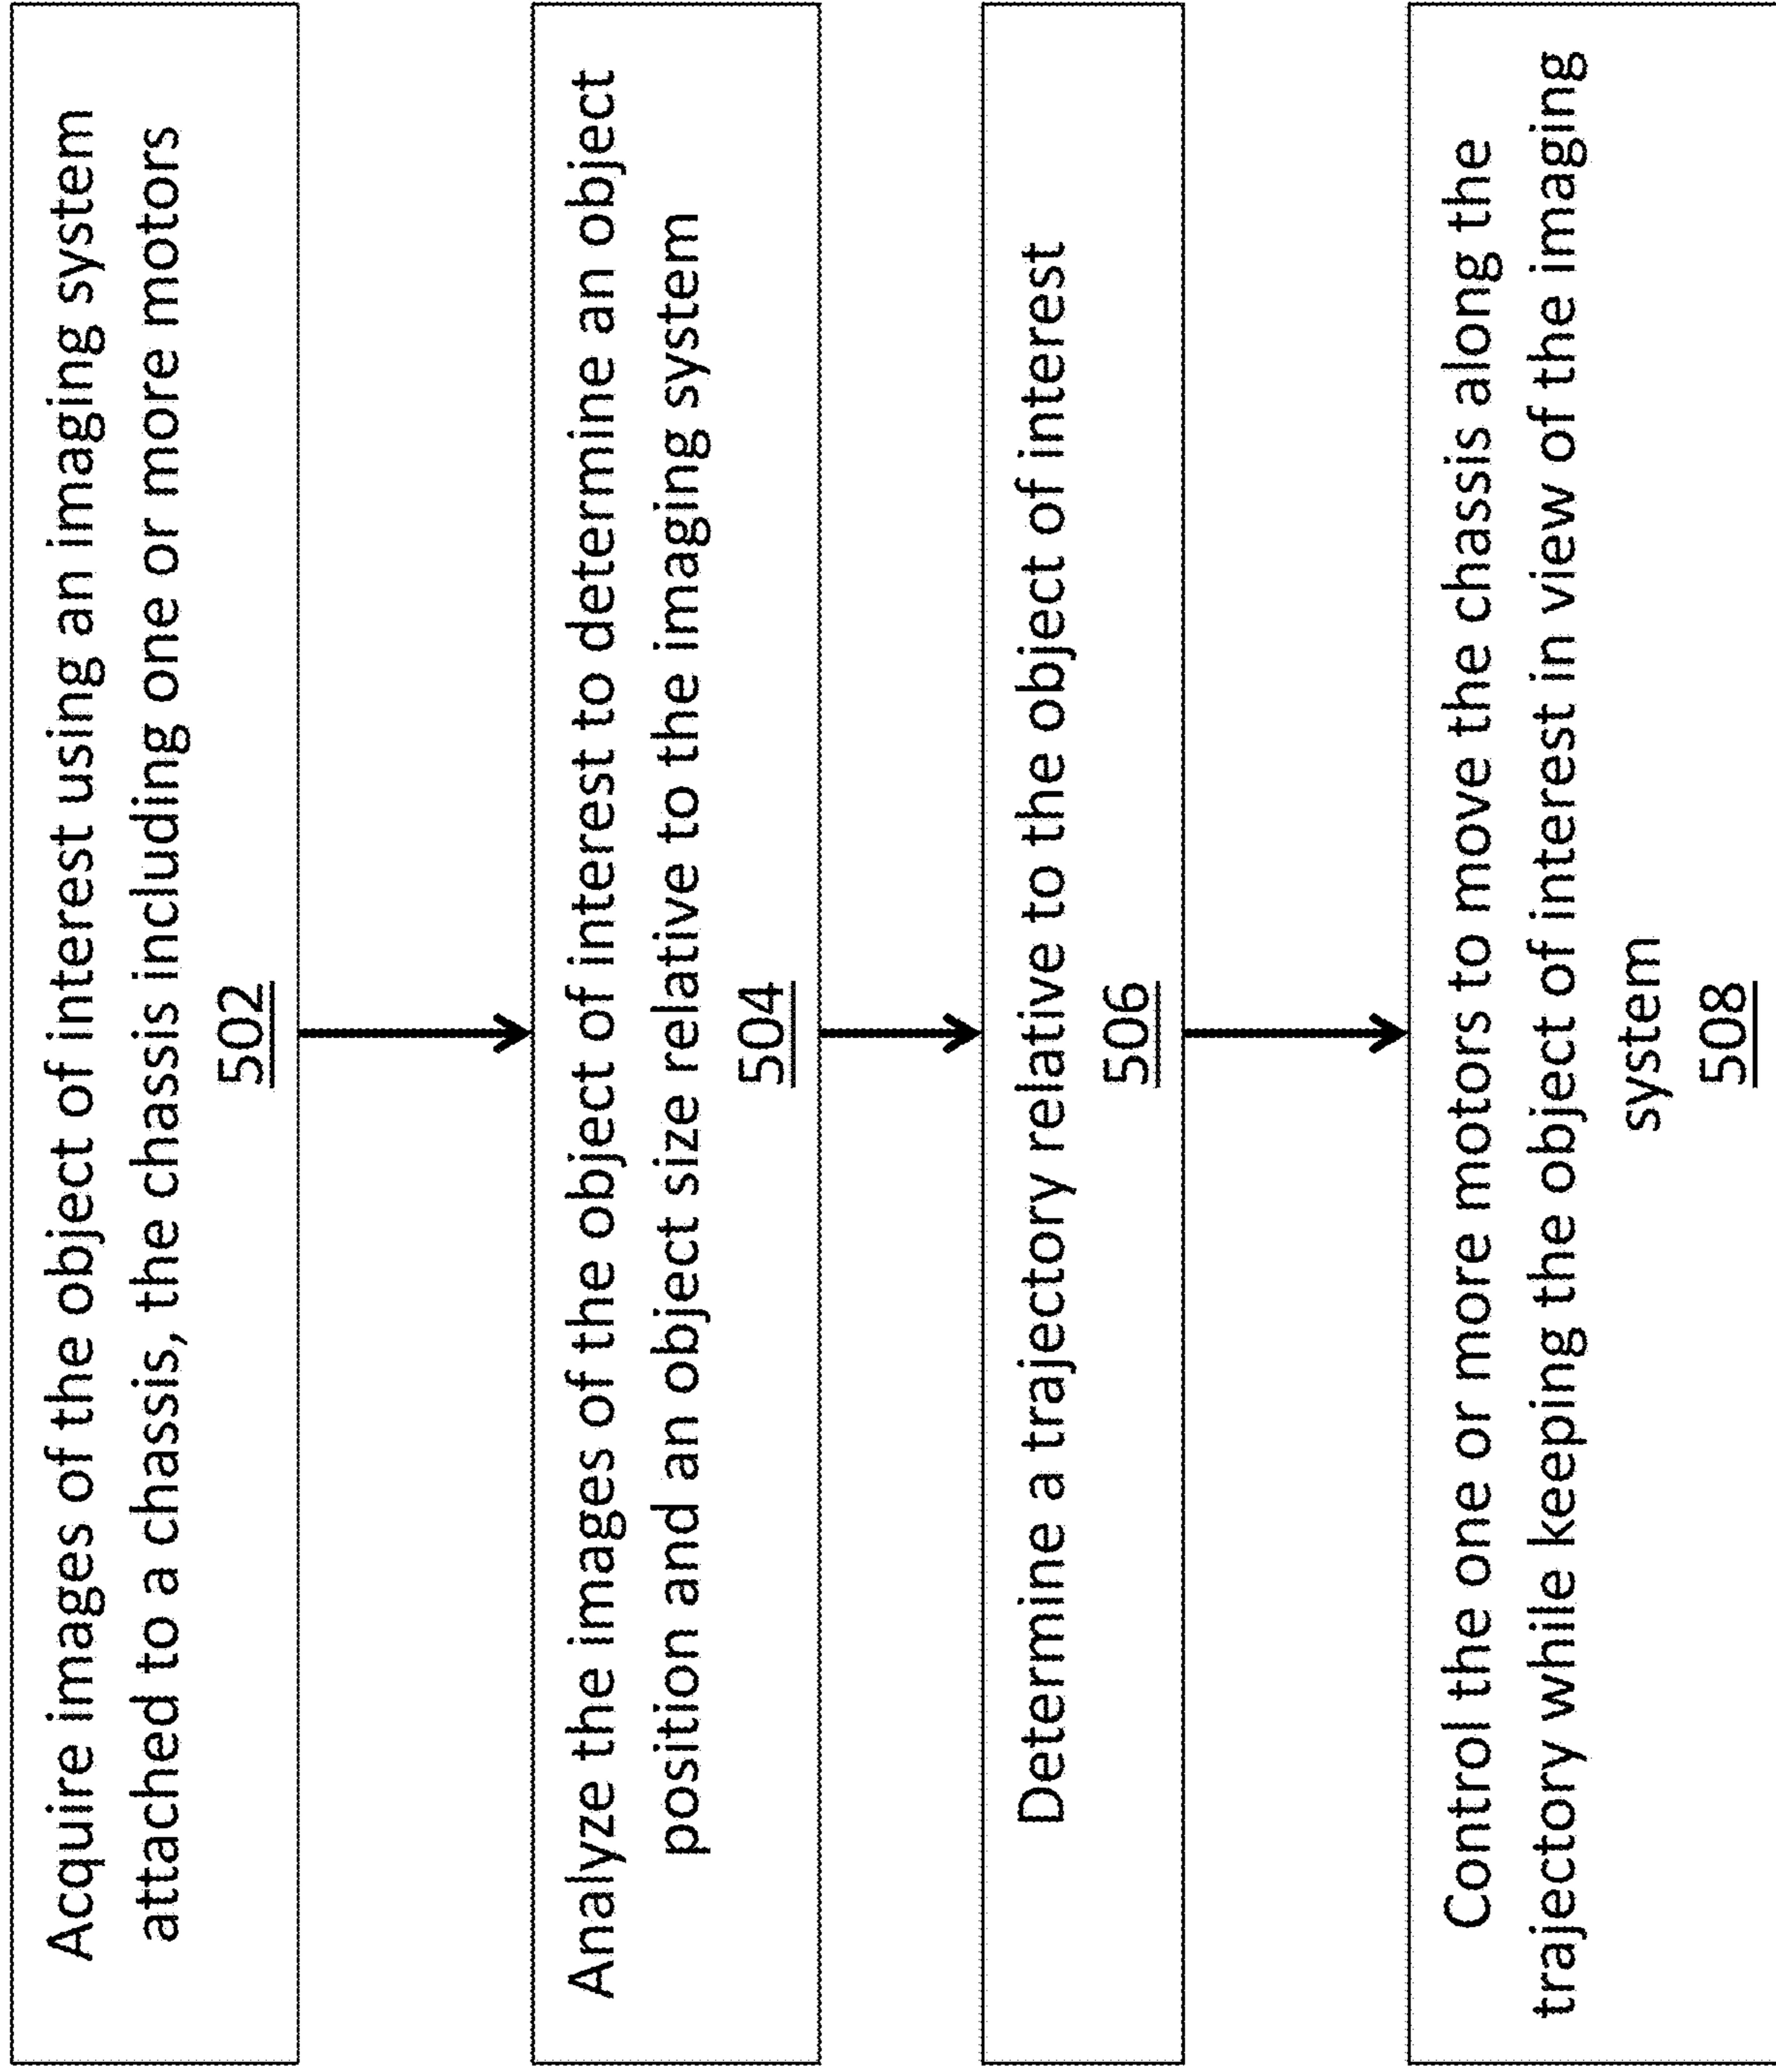 Acquire images of the object of interest using an imaging system
attached to a chassis, the chassis including one or more motors
502
Analyze the images of the object of interest to determine an object
position and an object size relative to the imaging system
504
Determine a trajectory relative to the object of interest
506
Control the one or more motors to move the chassis along the
trajectory while keeping the object of interest in view of the imaging
system
508